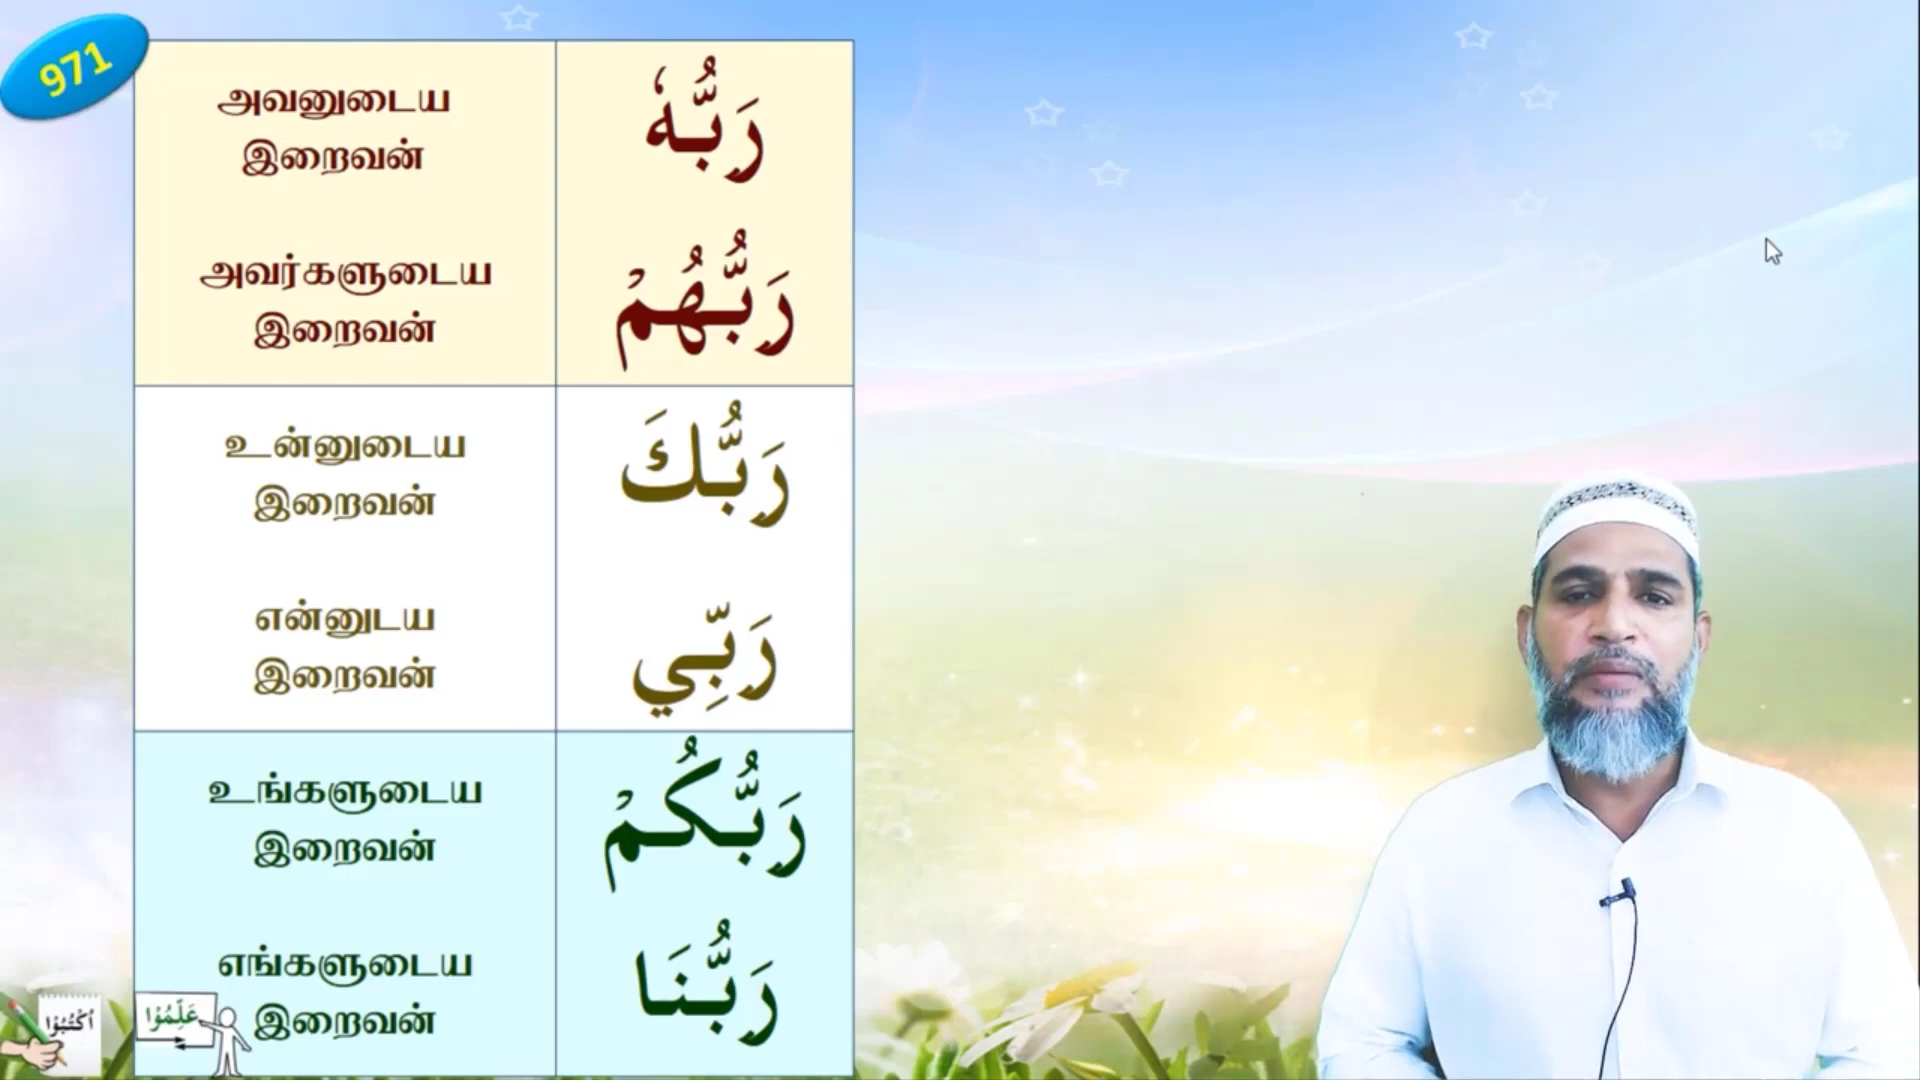 971
அவனுடைய
இறைவன்
رَبُّهٗ
அவர்களுடைய
இறைவன்
رَبُّهُمْ
உன்னுடைய
இறைவன்
رَبُّكَ
என்னுடய
இறைவன்
رَبِّي
உங்களுடைய
இறைவன்
رَبُّكُمْ
எங்களுடைய
இறைவன்
رَبُّنَا
اُكْتُبُوْا
عَلِّمُوْا